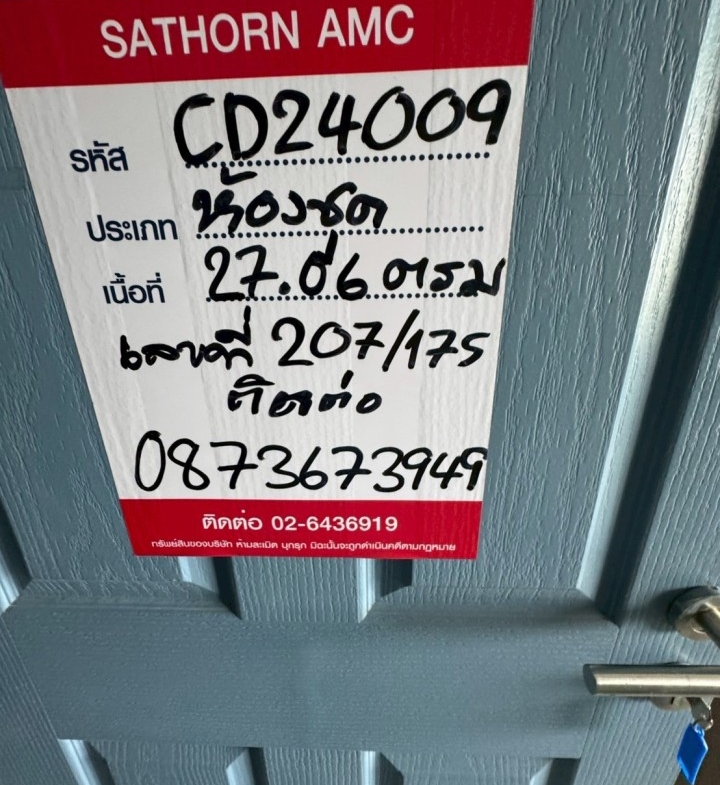 SATHORN AMC
รหัส CD24009
ประเภท ห้องชุด
เนื้อที่ 27.06 ตรม
เลขที่ 207/175
ติดต่อ
0873673949
ติดต่อ 02-6436919
ทรัพย์สินของบริษัท ห้ามละเมิด บุกรุก มิฉะนั้นจะถูกดำเนินคดีตามกฎหมาย